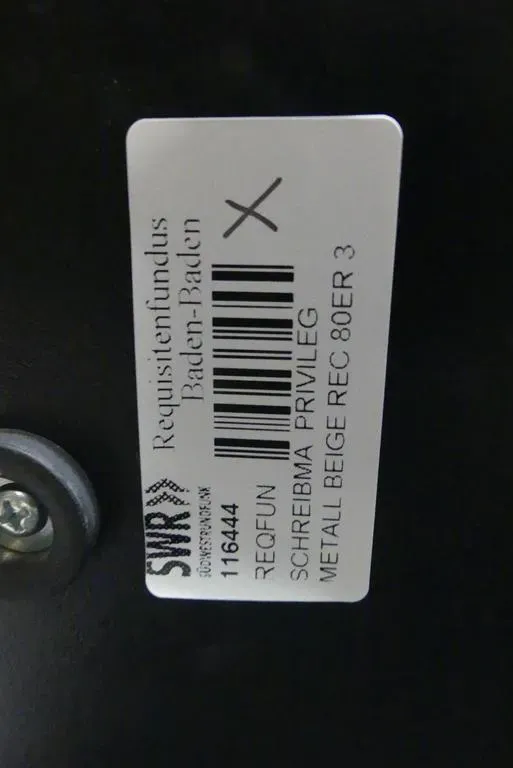 SWR»
SÜDWESTRUNDFUNK
Requisitenfundus
Baden-Baden
X
116444
REQFUN
SCHREIBMA PRIVILEG
METALL BEIGE REC 80ER 3